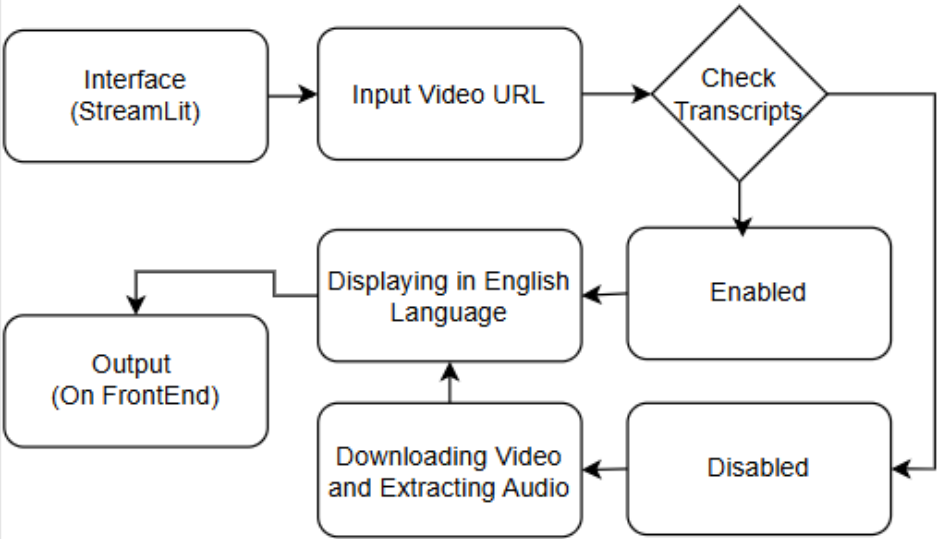 Interface
(StreamLit)
Input Video URL
Check
Transcripts
Enabled
Displaying in English
Language
Output
(On FrontEnd)
Disabled
Downloading Video
and Extracting Audio